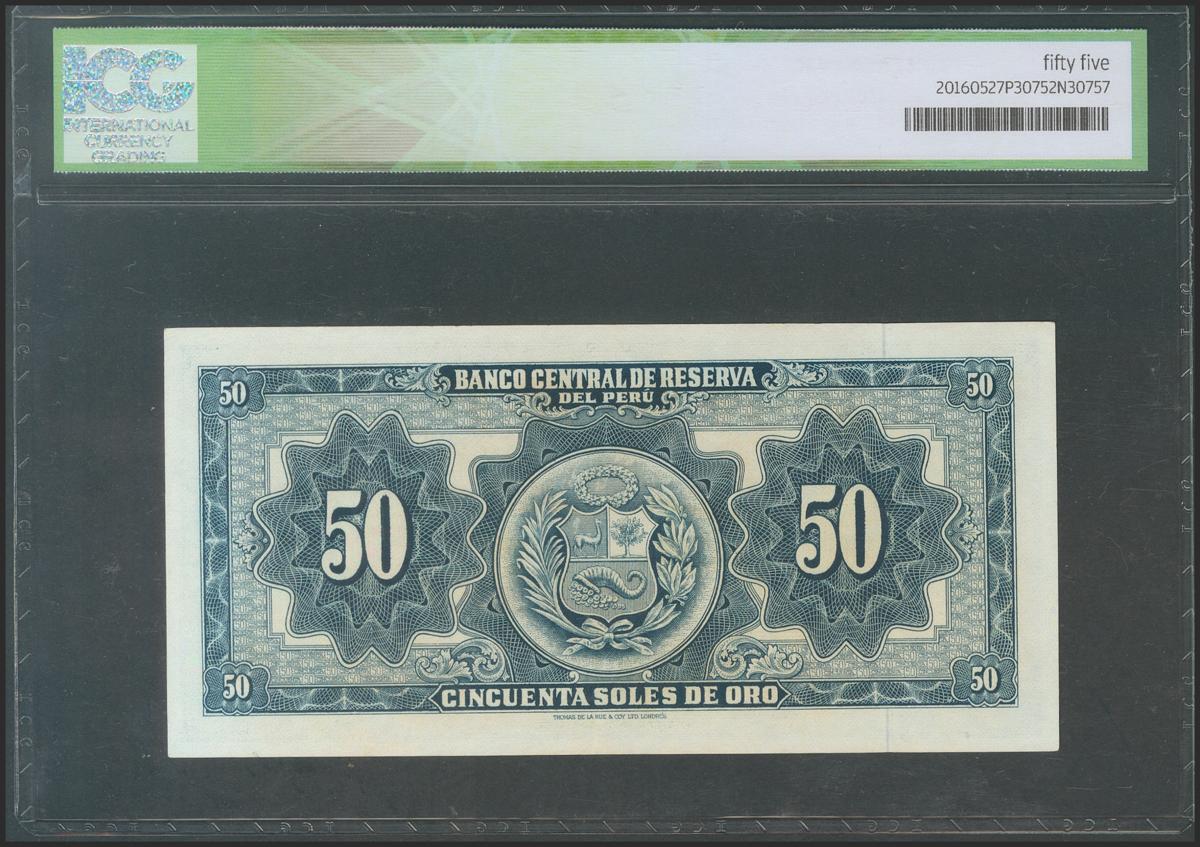 ICG
INTERNATIONAL
CURRENCY
GRADING
fifty five
20160527P30752N30757
BANCO CENTRAL DE RESERVA
DEL PERÚ
50
50
50
50
50
50
CINCUENTA SOLES DE ORO
THOMAS DE LA RUE & COY. LTD. LONDRES.